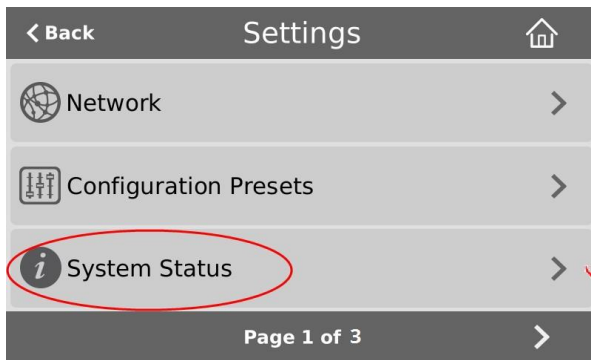 Back Settings
Network
Configuration Presets
i System Status
Page 1 of 3